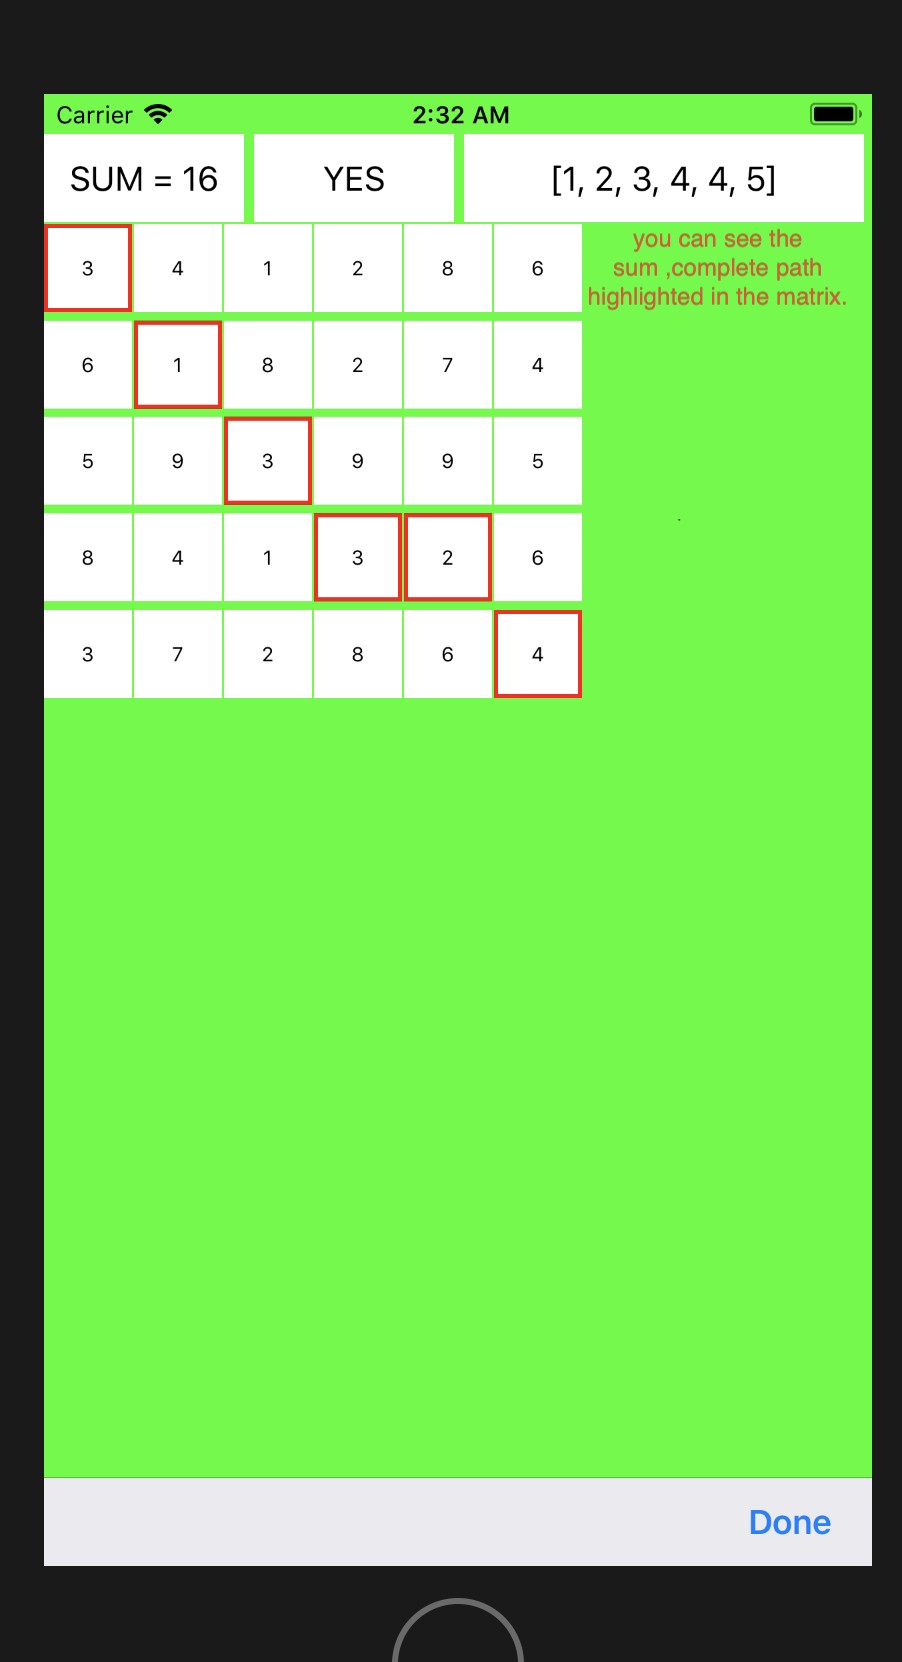 Carrier 2:32 AM
SUM = 16 YES [1, 2, 3, 4, 4, 5]
you can see the
sum ,complete path
highlighted in the matrix.
3 4 1 2 8 6
6 1 8 2 7 4
5 9 3 9 9 5
8 4 1 3 2 6
3 7 2 8 6 4
Done